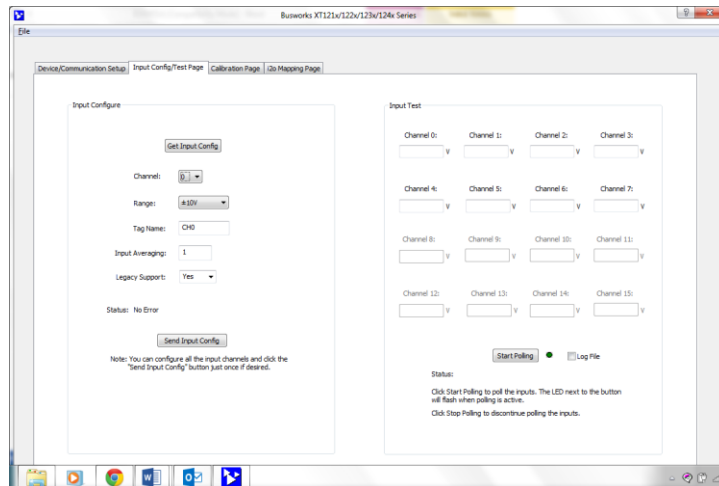 Busworks XT121x/122x/123x/124x Series
File
Device/Communication Setup Input Config/Test Page Calibration Page i2o Mapping Page
Input Configure
Get Input Config
Channel: 0
Range: ±10V
Tag Name: CH0
Input Averaging: 1
Legacy Support: Yes
Status: No Error
Send Input Config
Note: You can configure all the input channels and click the
"Send Input Config" button just once if desired.
Input Test
Channel 0: Channel 1: Channel 2: Channel 3:
V V V V
Channel 4: Channel 5: Channel 6: Channel 7:
V V V V
Channel 8: Channel 9: Channel 10: Channel 11:
V V V V
Channel 12: Channel 13: Channel 14: Channel 15:
V V V V
Start Polling Log File
Status:
Click Start Polling to poll the inputs. The LED next to the button
will flash when polling is active.
Click Stop Polling to discontinue polling the inputs.